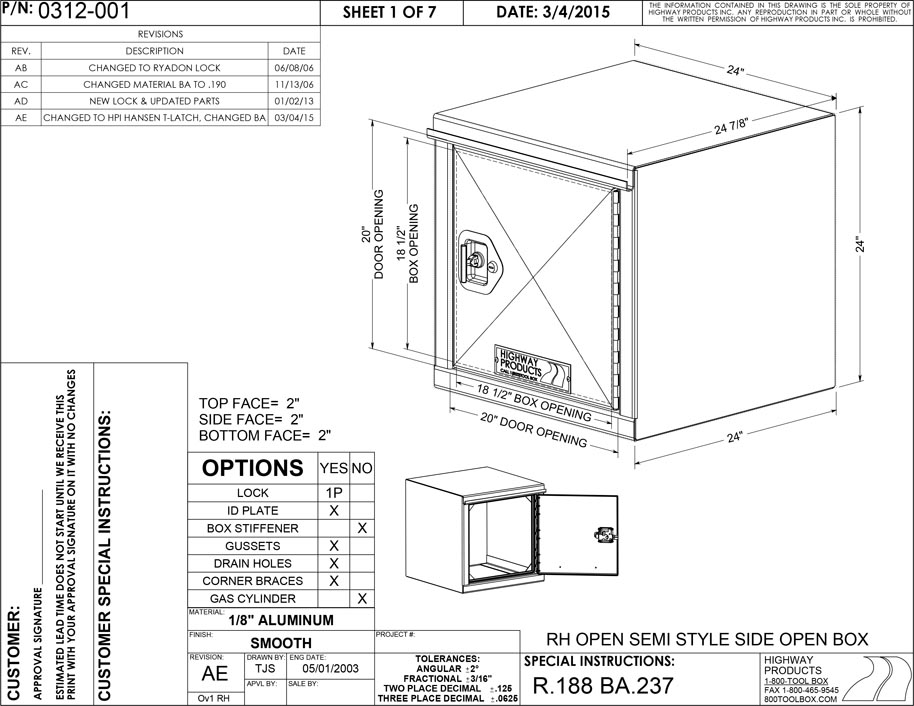 P/N: 0312-001
SHEET 1 OF 7
DATE: 3/4/2015
THE INFORMATION CONTAINED IN THIS DRAWING IS THE SOLE PROPERTY OF
HIGHWAY PRODUCTS INC. ANY REPRODUCTION IN PART OR WHOLE WITHOUT
THE WRITTEN PERMISSION OF HIGHWAY PRODUCTS INC. IS PROHIBITED.
REVISIONS
REV. DESCRIPTION DATE
AB CHANGED TO RYADON LOCK 06/08/06
AC CHANGED MATERIAL BA TO .190 11/13/06
AD NEW LOCK & UPDATED PARTS 01/02/13
AE CHANGED TO HPI HANSEN T-LATCH, CHANGED BA 03/04/15
24"
24 7/8"
20"
DOOR OPENING
18 1/2"
BOX OPENING
24"
HIGHWAY
PRODUCTS
CALL 1-800-TOOL BOX
18 1/2" BOX OPENING
20" DOOR OPENING
24"
TOP FACE= 2"
SIDE FACE= 2"
BOTTOM FACE= 2"
OPTIONS YES NO
LOCK 1P
ID PLATE X
BOX STIFFENER X
GUSSETS X
DRAIN HOLES X
CORNER BRACES X
GAS CYLINDER X
MATERIAL:
1/8" ALUMINUM
FINISH:
SMOOTH
PROJECT #:
REVISION:
AE
Ov1 RH
DRAWN BY:
TJS
ENG DATE:
05/01/2003
APVL BY:
SALE BY:
TOLERANCES:
ANGULAR ±2°
FRACTIONAL ±3/16"
TWO PLACE DECIMAL ±.125
THREE PLACE DECIMAL ±.0625
RH OPEN SEMI STYLE SIDE OPEN BOX
SPECIAL INSTRUCTIONS:
R.188 BA.237
HIGHWAY
PRODUCTS
1-800-TOOL BOX
FAX 1-800-465-9545
800TOOLBOX.COM
CUSTOMER:
APPROVAL SIGNATURE
ESTIMATED LEAD TIME DOES NOT START UNTIL WE RECEIVE THIS
PRINT WITH YOUR APPROVAL SIGNATURE ON IT WITH NO CHANGES
CUSTOMER SPECIAL INSTRUCTIONS: